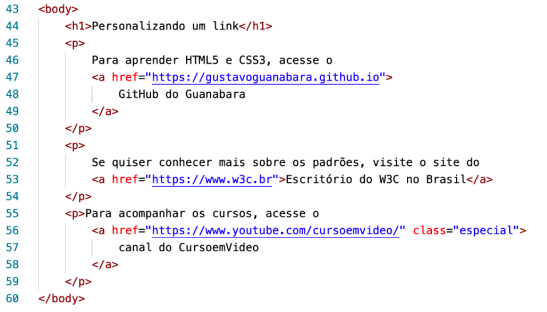 43 <body>
44 <h1>Personalizando um link</h1>
45 <p>
46 Para aprender HTML5 e CSS3, acesse o
47 <a href="https://gustavoguanabara.github.io">
48 GitHub do Guanabara
49 </a>
50 </p>
51 <p>
52 Se quiser conhecer mais sobre os padrões, visite o site do
53 <a href="https://www.w3c.br">Escritório do W3C no Brasil</a>
54 </p>
55 <p>Para acompanhar os cursos, acesse o
56 <a href="https://www.youtube.com/cursoemvideo/" class="especial">
57 canal do CursoemVideo
58 </a>
59 </p>
60 </body>